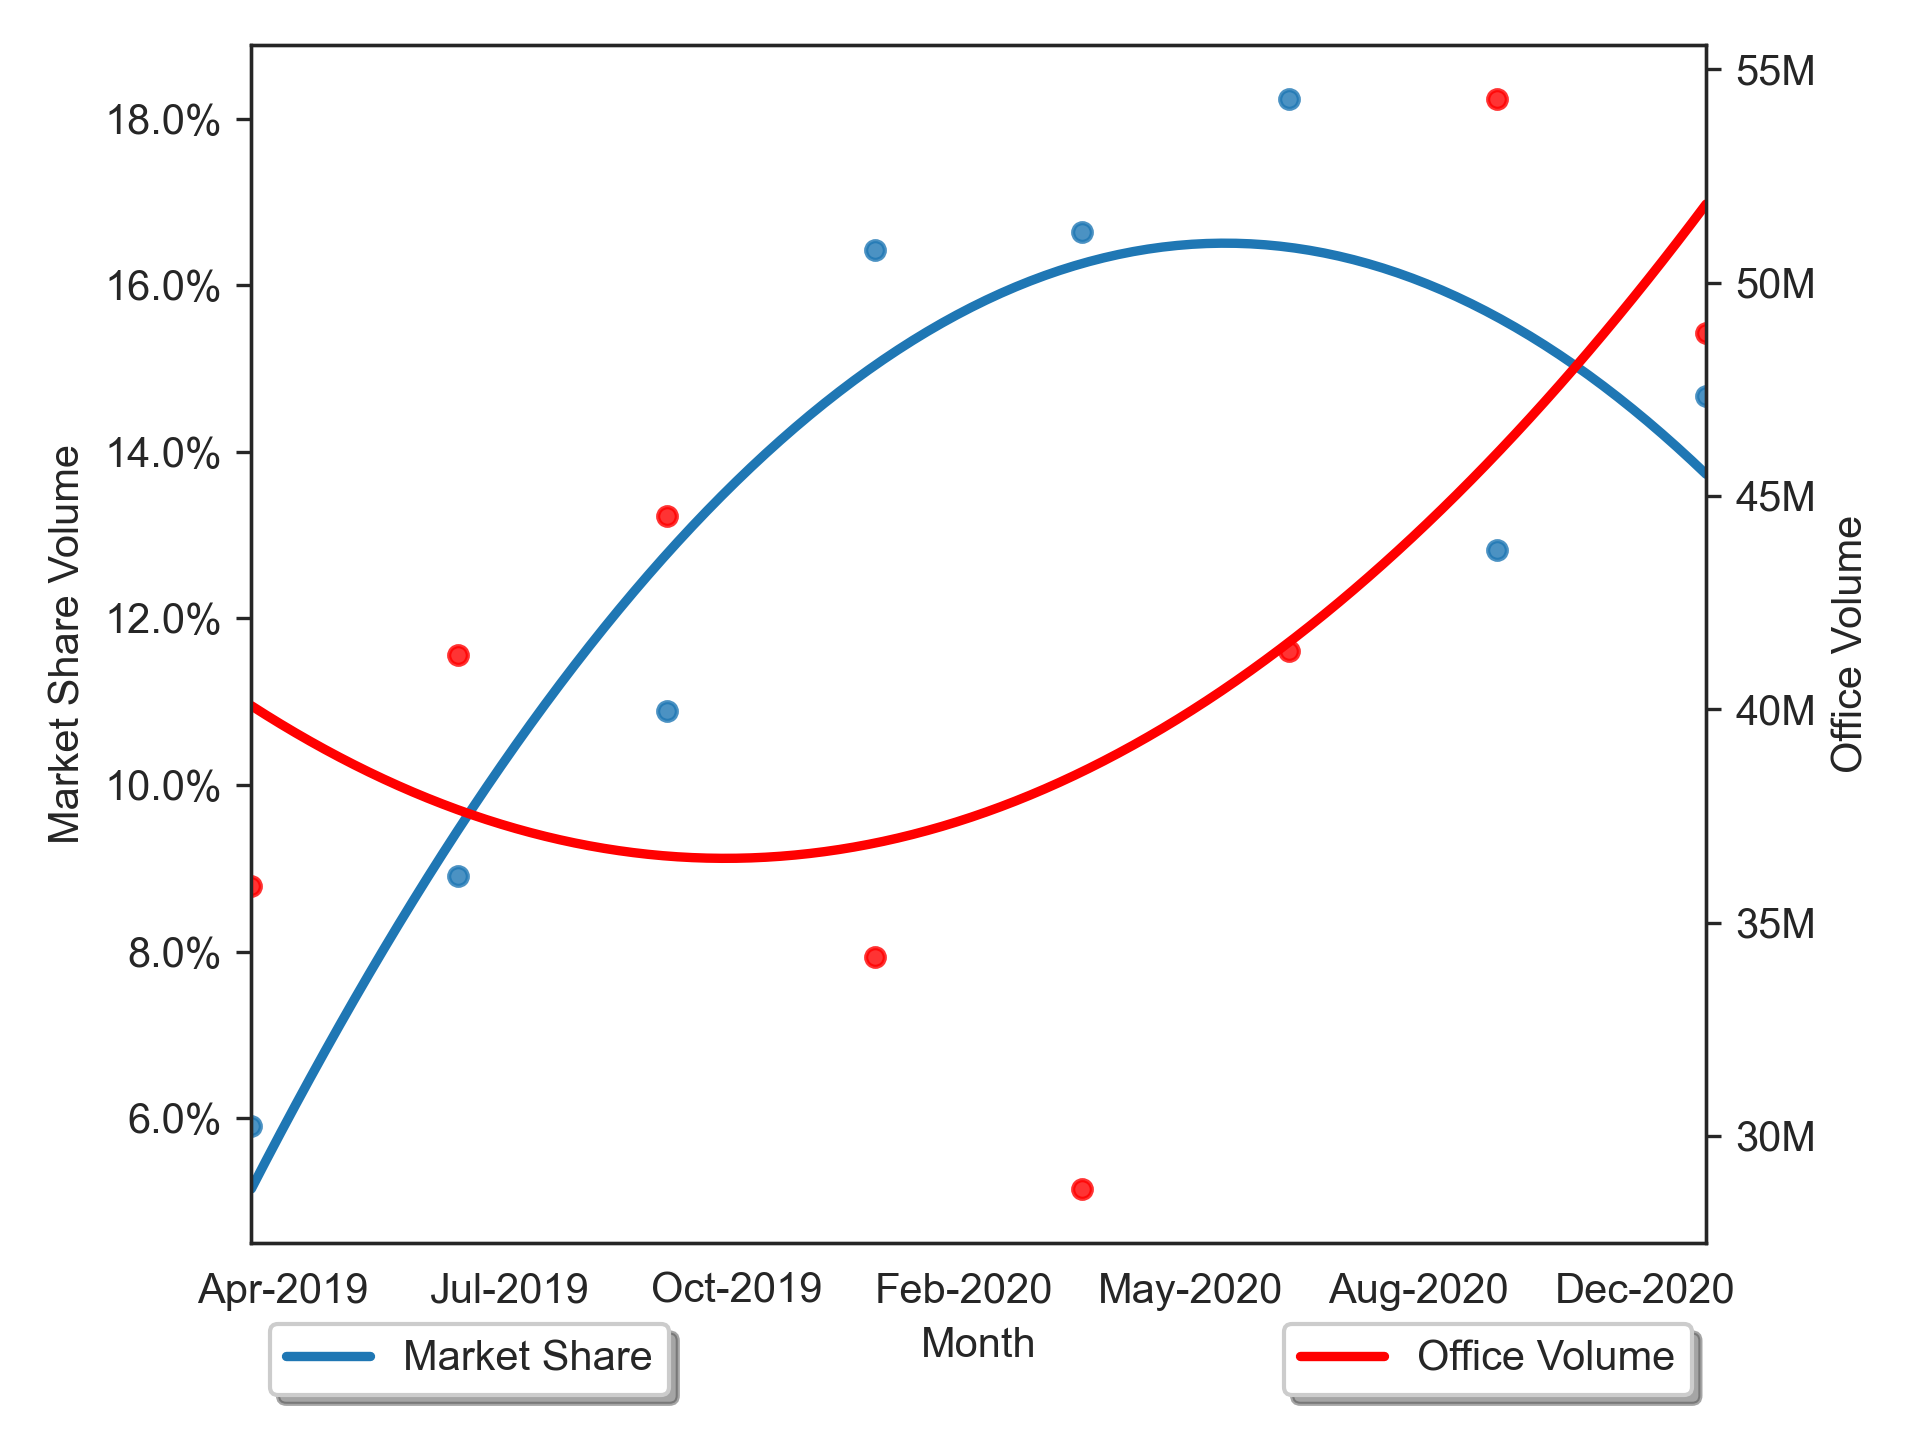 18.0%
16.0%
14.0%
12.0%
10.0%
8.0%
6.0%
Market Share Volume
55M
50M
45M
40M
35M
30M
Office Volume
Apr-2019 Jul-2019 Oct-2019 Feb-2020 May-2020 Aug-2020 Dec-2020
Month
Market Share
Office Volume